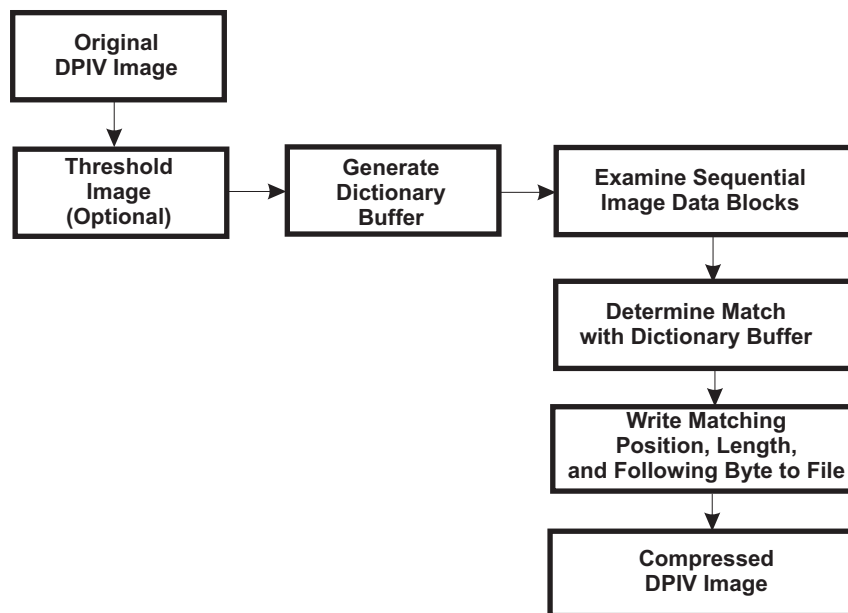 Original
DPIV Image
Threshold
Image
(Optional)
Generate
Dictionary
Buffer
Examine Sequential
Image Data Blocks
Determine Match
with Dictionary Buffer
Write Matching
Position, Length,
and Following Byte to File
Compressed
DPIV Image